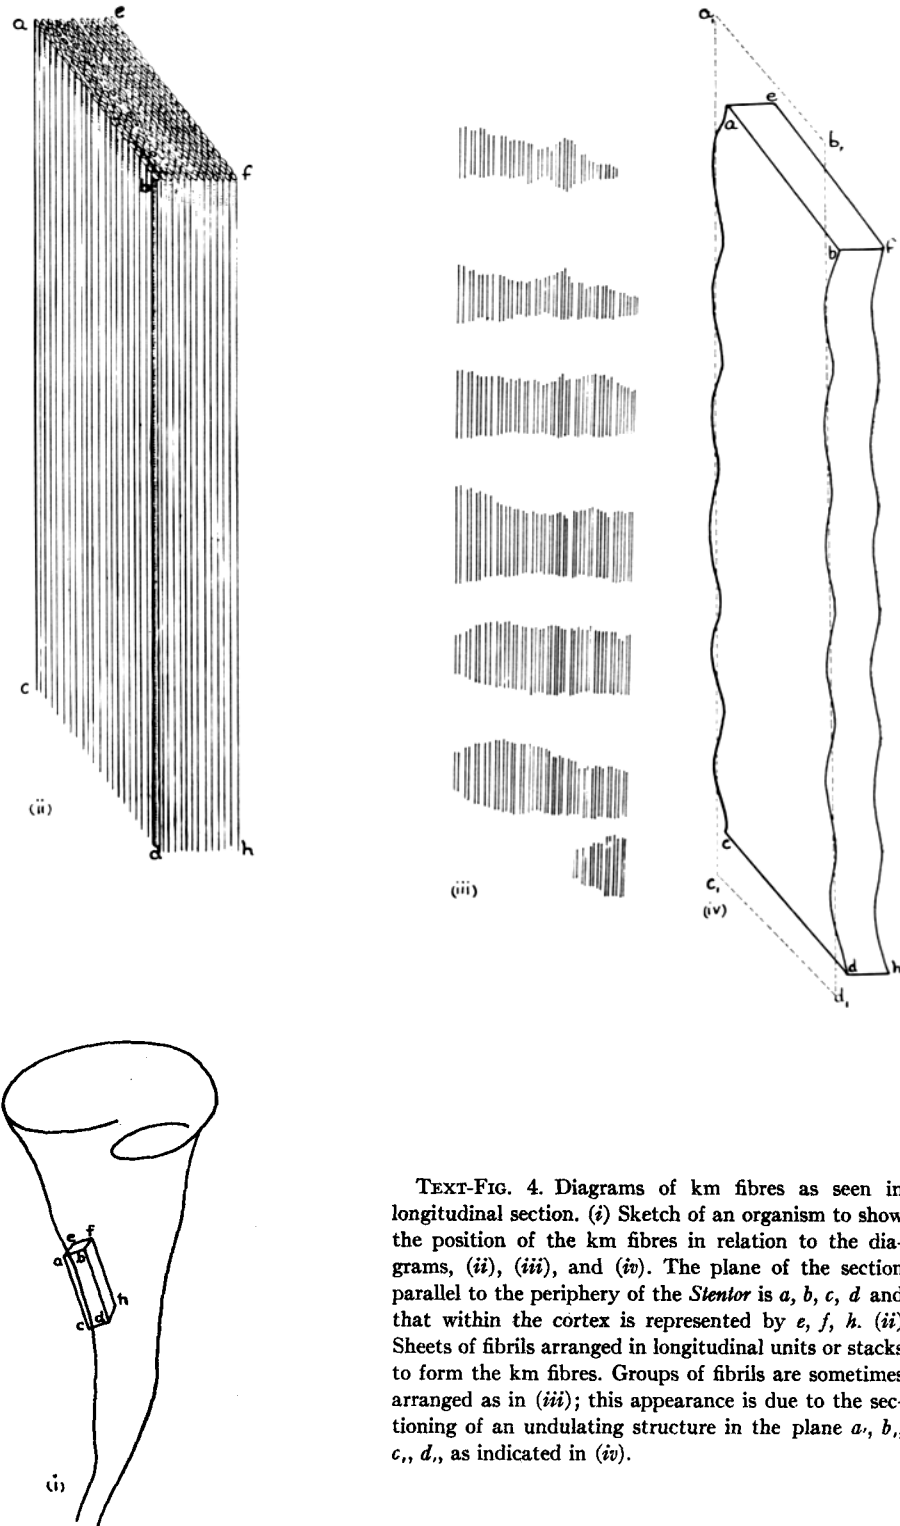 a
e
b
f
c
d
h
(ii)
(iii)
a,
e
a
b,
b
f
c
c,
(iv)
d
h
d,
e
f
a
b
h
c
d
(i)
TEXT-FIG. 4. Diagrams of km fibres as seen in
longitudinal section. (i) Sketch of an organism to show
the position of the km fibres in relation to the dia-
grams, (ii), (iii), and (iv). The plane of the section
parallel to the periphery of the Stentor is a, b, c, d and
that within the cortex is represented by e, f, h. (ii)
Sheets of fibrils arranged in longitudinal units or stacks
to form the km fibres. Groups of fibrils are sometimes
arranged as in (iii); this appearance is due to the sec-
tioning of an undulating structure in the plane a,, b,,
c,, d,, as indicated in (iv).